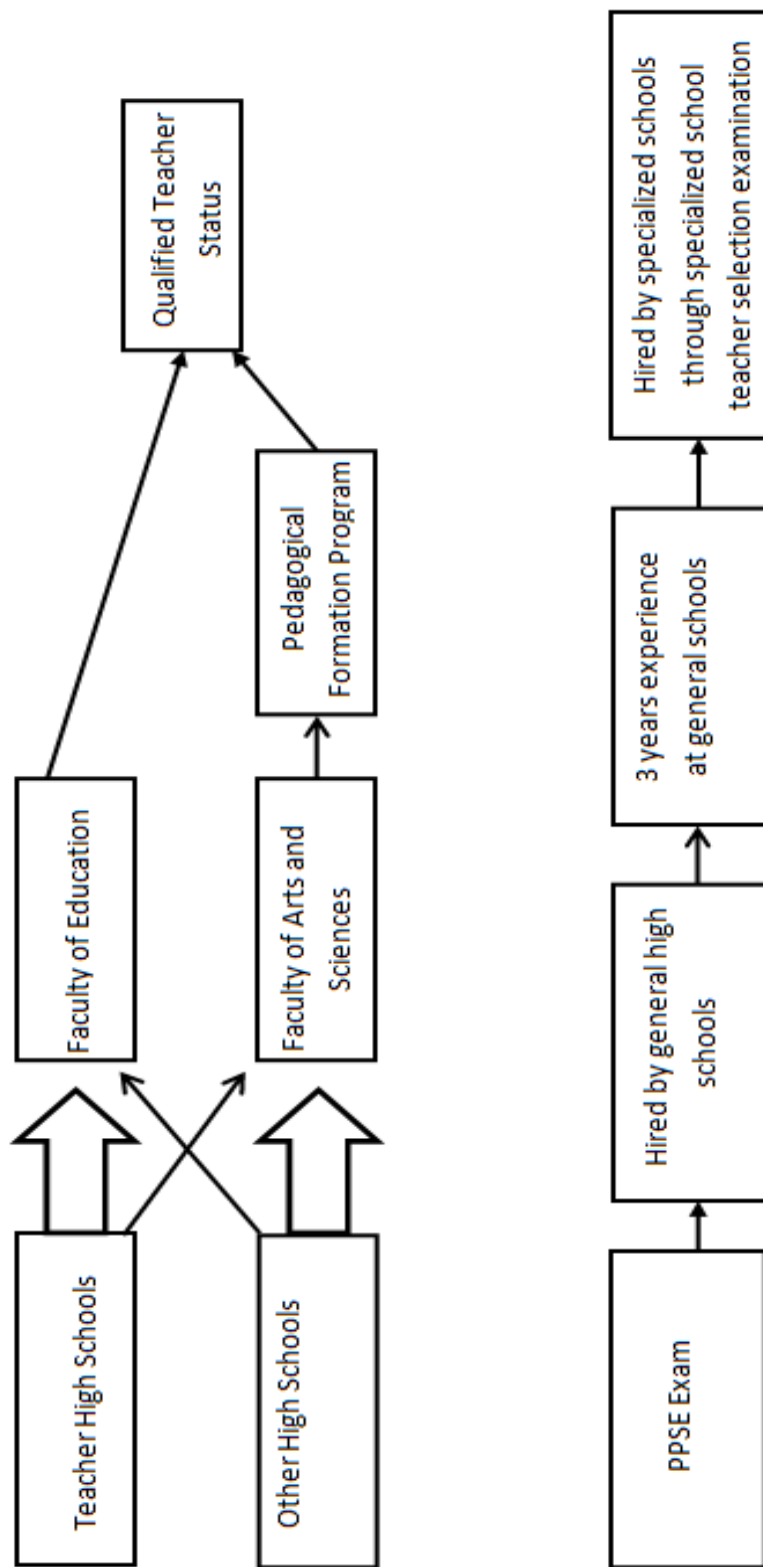 Teacher High Schools
Other High Schools
Faculty of Education
Faculty of Arts and
Sciences
Pedagogical
Formation Program
Qualified Teacher
Status
PPSE Exam
Hired by general high
schools
3 years experience
at general schools
Hired by specialized schools
through specialized school
teacher selection examination